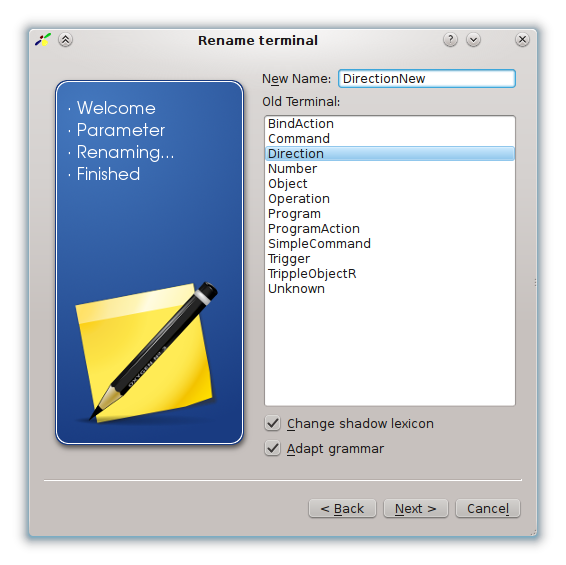 Rename terminal
· Welcome
· Parameter
· Renaming...
· Finished
New Name: DirectionNew
Old Terminal:
BindAction
Command
Direction
Number
Object
Operation
Program
ProgramAction
SimpleCommand
Trigger
TrippleObjectR
Unknown
Change shadow lexicon
Adapt grammar
< Back Next > Cancel